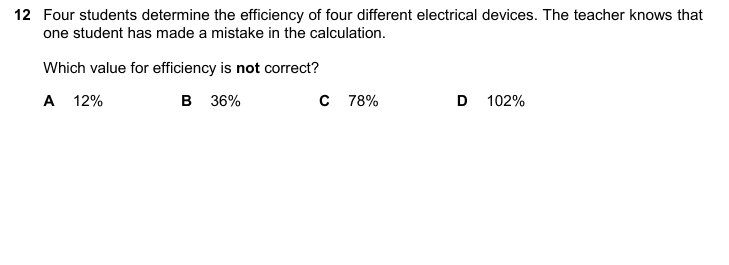 12 Four students determine the efficiency of four different electrical devices. The teacher knows that
one student has made a mistake in the calculation.
Which value for efficiency is not correct?
A 12% B 36% C 78% D 102%